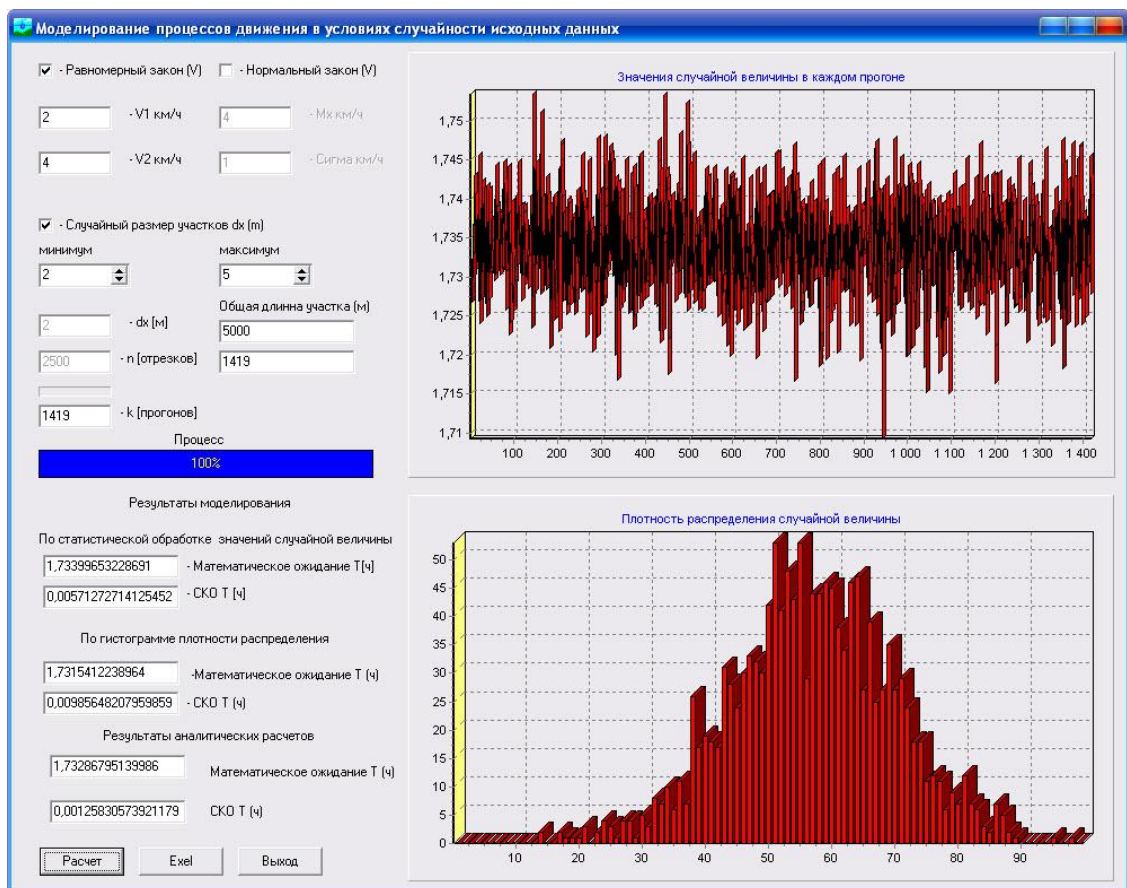 Моделирование процессов движения в условиях случайности исходных данных
- Равномерный закон (V)
- Нормальный закон (V)
2 - V1 км/ч
4 - Mx км/ч
4 - V2 км/ч
1 - Сигма км/ч
- Случайный размер участков dx (m)
минимум
максимум
2
5
Общая длинна участка (м)
2 - dx [м]
5000
2500 - n [отрезков]
1419
1419 - k [прогонов]
Процесс
100%
Результаты моделирования
По статистической обработке значений случайной величины
1,73399653228691 - Математическое ожидание T[ч]
0,00571272714125452 - СКО T [ч]
По гистограмме плотности распределения
1,7315412238964 -Математическое ожидание T (ч)
0,00985648207959859 - СКО T (ч)
Результаты аналитических расчетов
1,73286795139986 Математическое ожидание T (ч)
0,00125830573921179 СКО T (ч)
Расчет
Exel
Выход
Значения случайной величины в каждом прогоне
1,75
1,745
1,74
1,735
1,73
1,725
1,72
1,715
1,71
100 200 300 400 500 600 700 800 900 1 000 1 100 1 200 1 300 1 400
Плотность распределения случайной величины
50
45
40
35
30
25
20
15
10
5
0
10 20 30 40 50 60 70 80 90